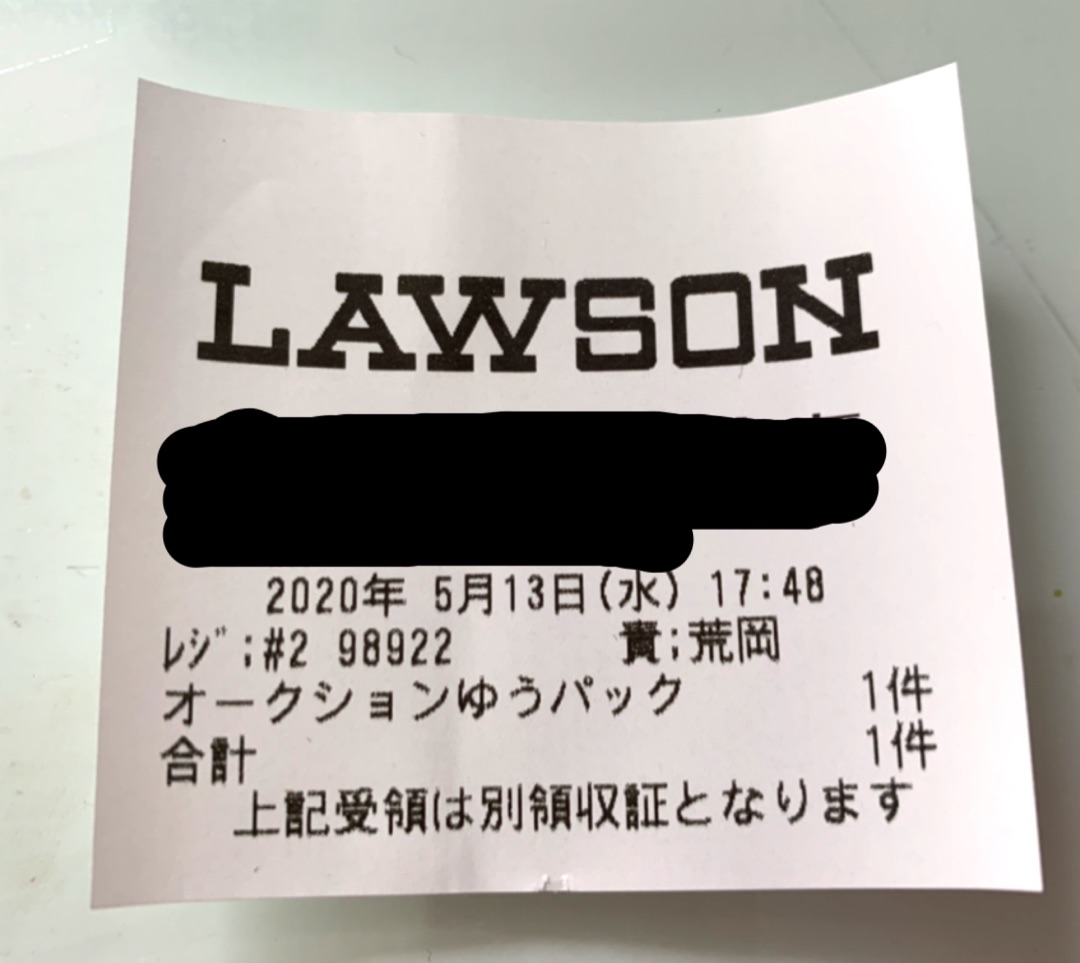 LAWSON
2020年 5月13日(水) 17:48
レジ;#2 98922 責;荒岡
オークションゆうパック 1件
合計 1件
上記受領は別領収証となります